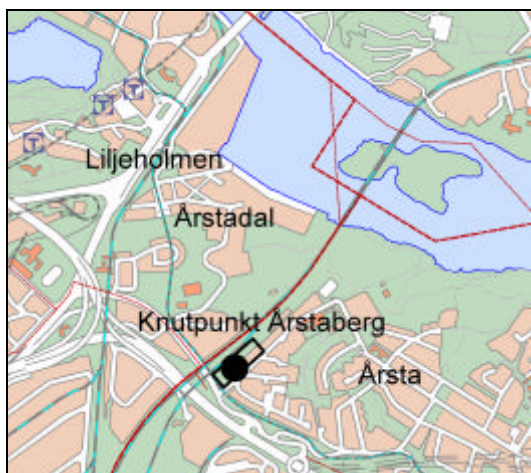 T
T
T
Liljeholmen
Årstadal
Knutpunkt Årstaberg
Årsta